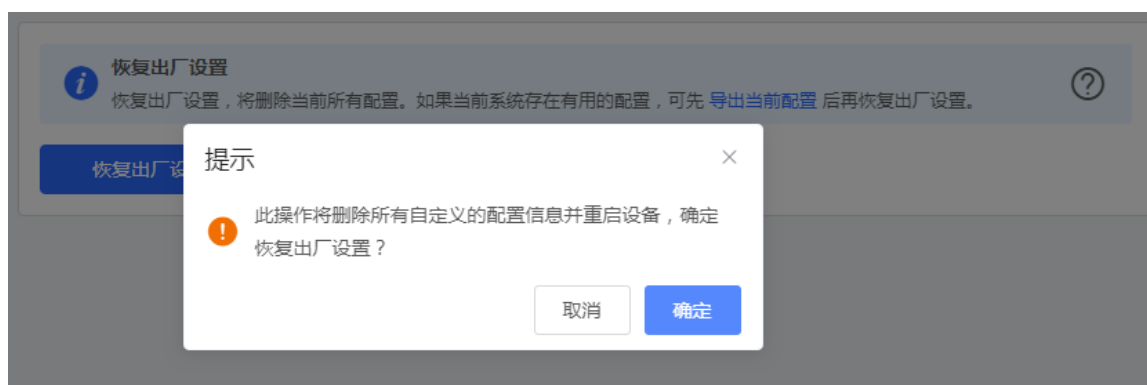 恢复出厂设置
恢复出厂设置，将删除当前所有配置。如果当前系统存在有用的配置，可先 导出当前配置 后再恢复出厂设置。
恢复出厂设
提示
此操作将删除所有自定义的配置信息并重启设备，确定
恢复出厂设置？
取消 确定